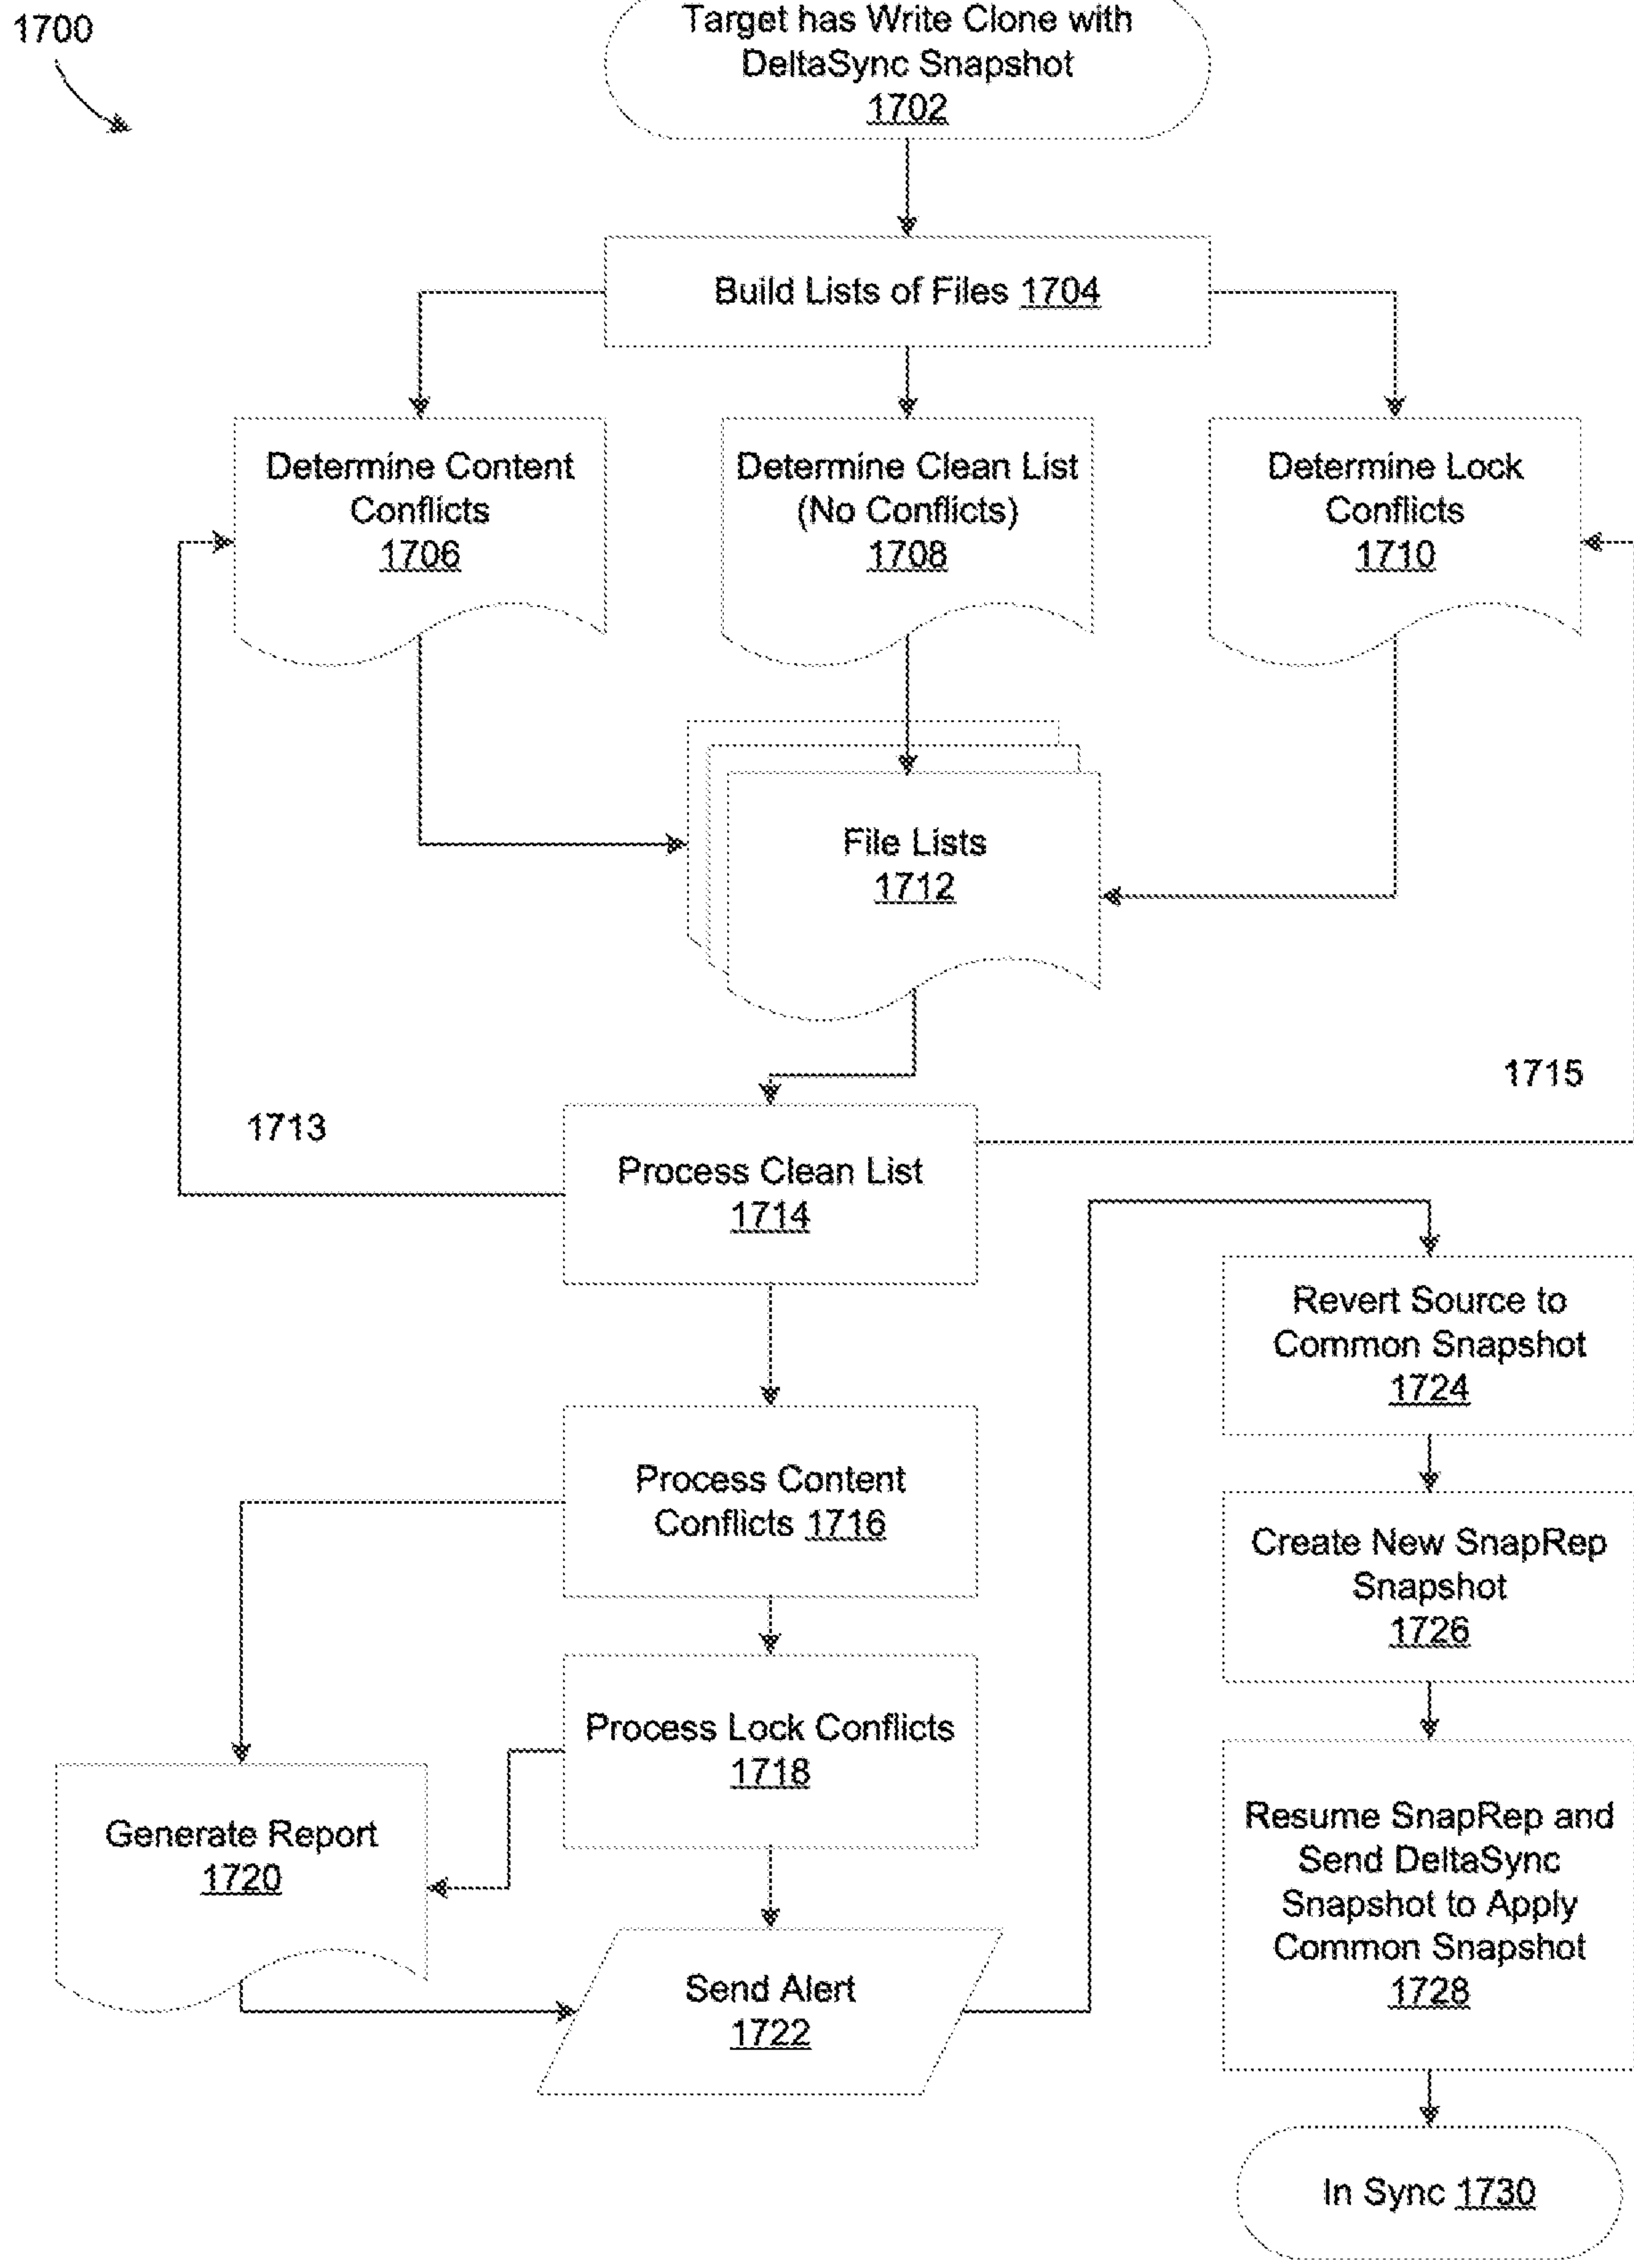 1700
Target has Write Clone with
DeltaSync Snapshot
1702
Build Lists of Files 1704
Determine Content
Conflicts
1706
Determine Clean List
(No Conflicts)
1708
Determine Lock
Conflicts
1710
File Lists
1712
1713
1715
Process Clean List
1714
Process Content
Conflicts 1716
Process Lock Conflicts
1718
Generate Report
1720
Send Alert
1722
Revert Source to
Common Snapshot
1724
Create New SnapRep
Snapshot
1726
Resume SnapRep and
Send DeltaSync
Snapshot to Apply
Common Snapshot
1728
In Sync 1730